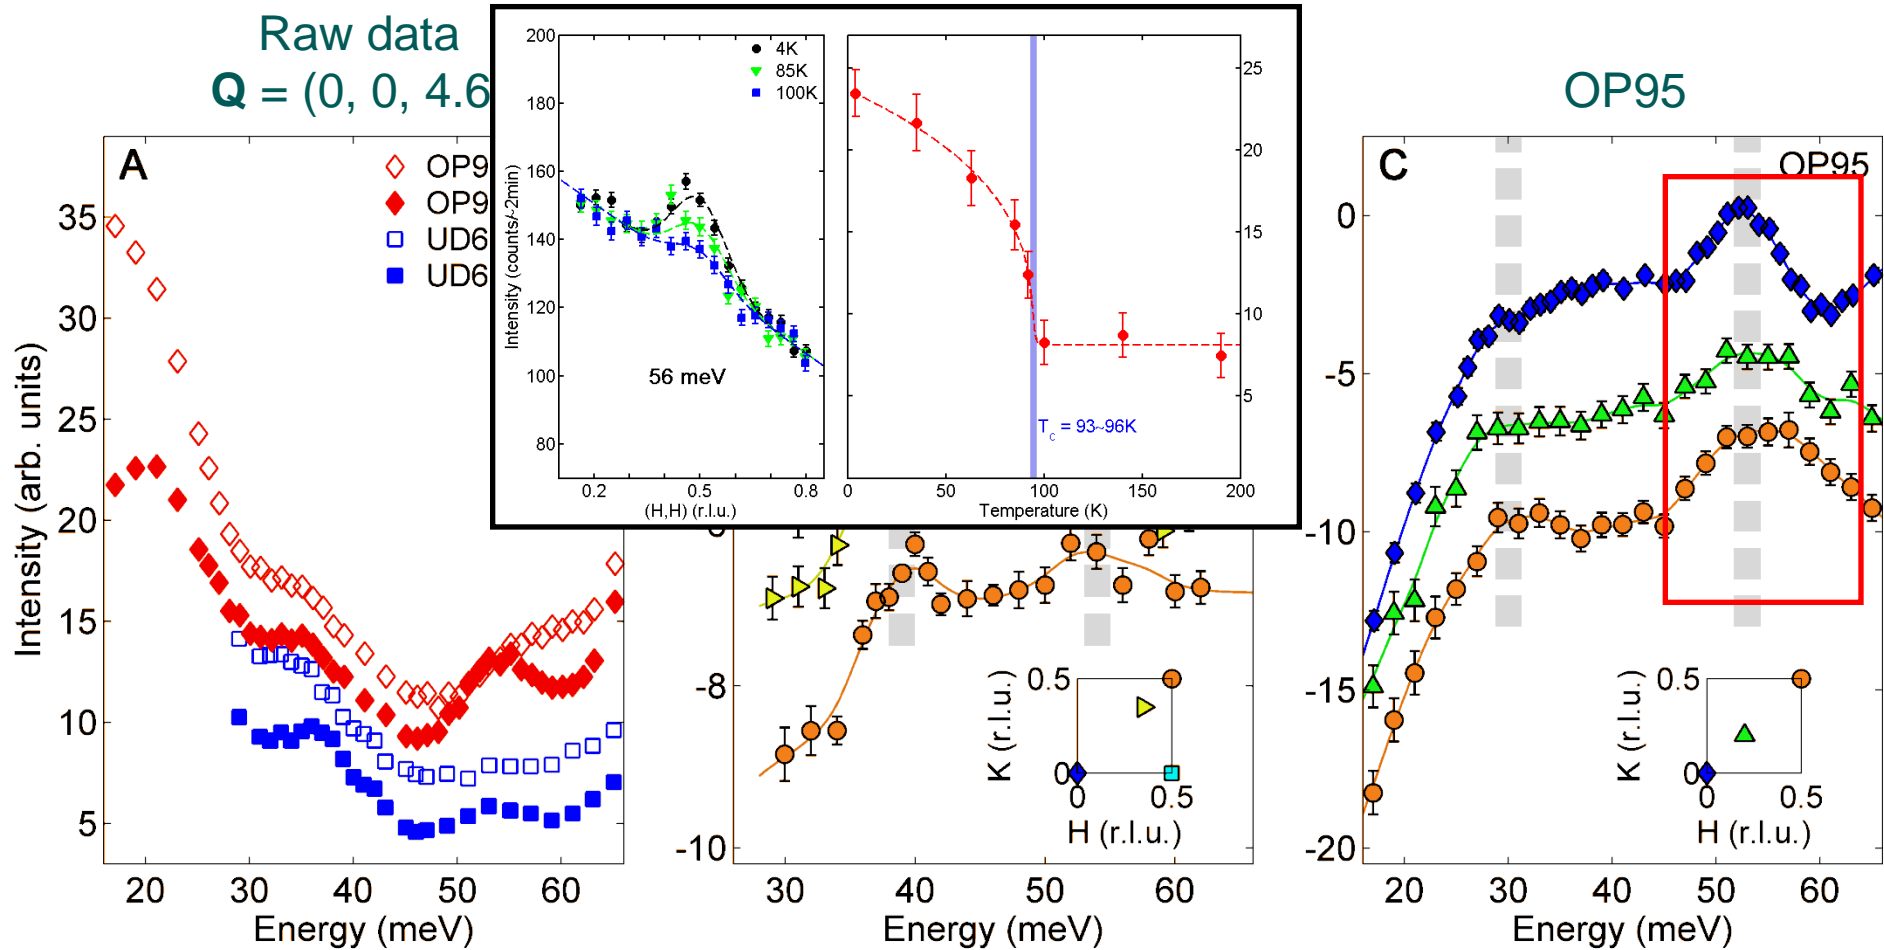 Raw data
Q = (0, 0, 4.6
OP95
A
OP9
OP9
UD6
UD6
35
30
25
20
15
10
5
20
30
40
50
60
Intensity (arb. units)
Energy (meV)
200
180
160
140
120
100
80
4K
85K
100K
56 meV
Intensity (counts/~2min)
0.2
0.5
0.8
(H,H) (r.l.u.)
25
20
15
10
5
Tc = 93~96K
0
50
100
150
200
Temperature (K)
-8
-10
30
40
50
60
Energy (meV)
0.5
0
0
0.5
K (r.l.u.)
H (r.l.u.)
C
OP95
0
-5
-10
-15
-20
20
30
40
50
60
Energy (meV)
0.5
0
0
0.5
K (r.l.u.)
H (r.l.u.)